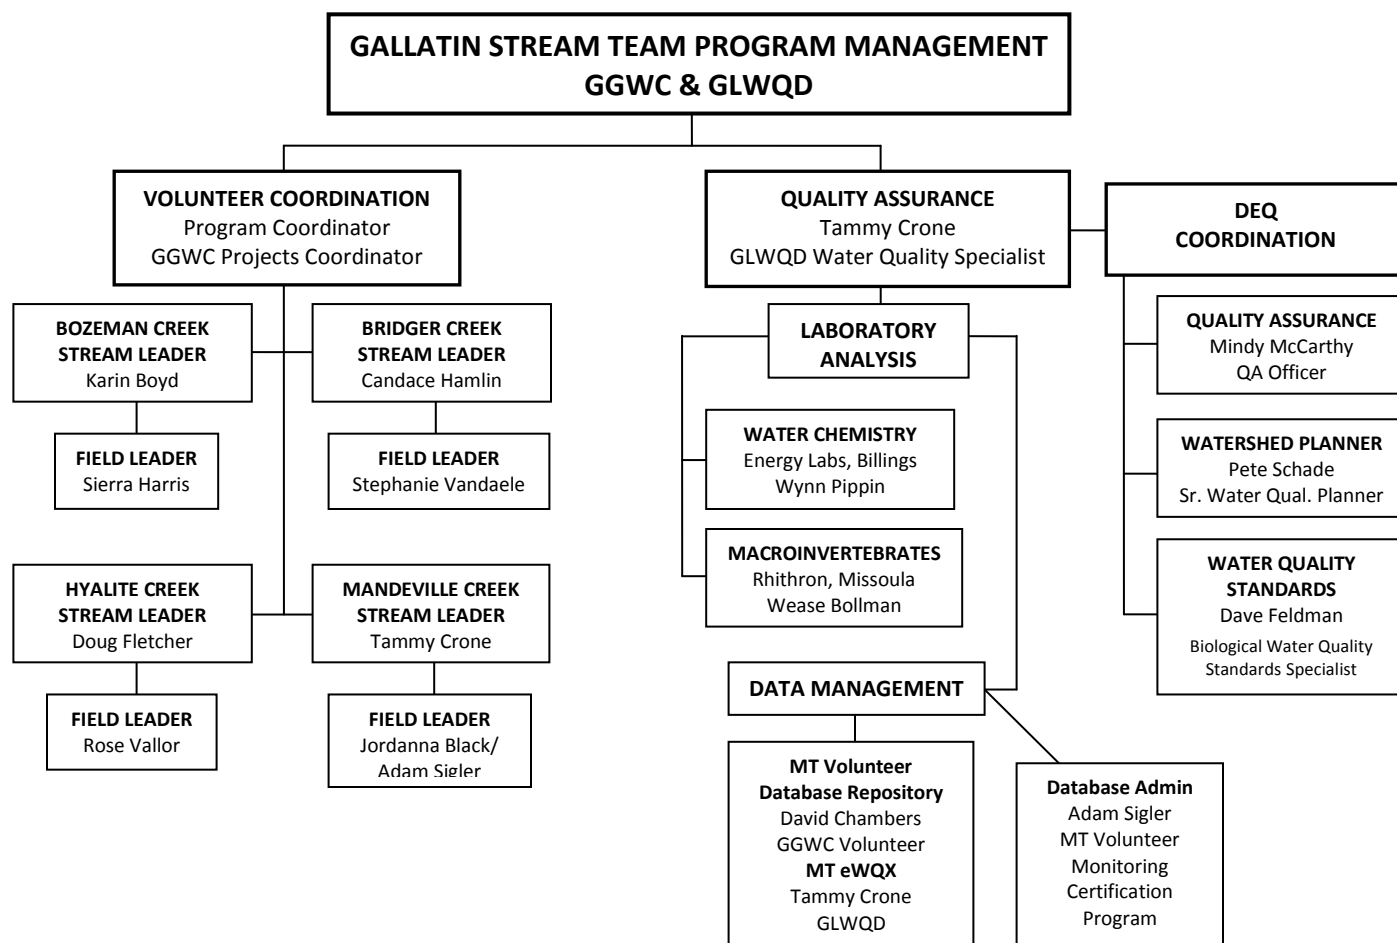 GALLATIN STREAM TEAM PROGRAM MANAGEMENT
GGWC & GLWQD
VOLUNTEER COORDINATION
Program Coordinator
GGWC Projects Coordinator
QUALITY ASSURANCE
Tammy Crone
GLWQD Water Quality Specialist
DEQ
COORDINATION
BOZEMAN CREEK
STREAM LEADER
Karin Boyd
BRIDGER CREEK
STREAM LEADER
Candace Hamlin
FIELD LEADER
Sierra Harris
FIELD LEADER
Stephanie Vandaele
HYALITE CREEK
STREAM LEADER
Doug Fletcher
MANDEVILLE CREEK
STREAM LEADER
Tammy Crone
FIELD LEADER
Rose Vallor
FIELD LEADER
Jordanna Black/
Adam Sigler
LABORATORY
ANALYSIS
WATER CHEMISTRY
Energy Labs, Billings
Wynn Pippin
MACROINVERTEBRATES
Rhithron, Missoula
Wease Bollman
DATA MANAGEMENT
MT Volunteer
Database Repository
David Chambers
GGWC Volunteer
MT eWQX
Tammy Crone
GLWQD
Database Admin
Adam Sigler
MT Volunteer
Monitoring
Certification
Program
QUALITY ASSURANCE
Mindy McCarthy
QA Officer
WATERSHED PLANNER
Pete Schade
Sr. Water Qual. Planner
WATER QUALITY
STANDARDS
Dave Feldman
Biological Water Quality
Standards Specialist